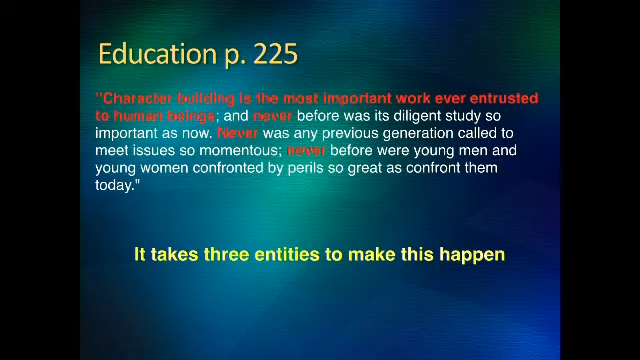 Education p. 225
"Character building is the most important work ever entrusted
to human beings; and never before was its diligent study so
important as now. Never was any previous generation called to
meet issues so momentous; never before were young men and
young women confronted by perils so great as confront them
today."
It takes three entities to make this happen